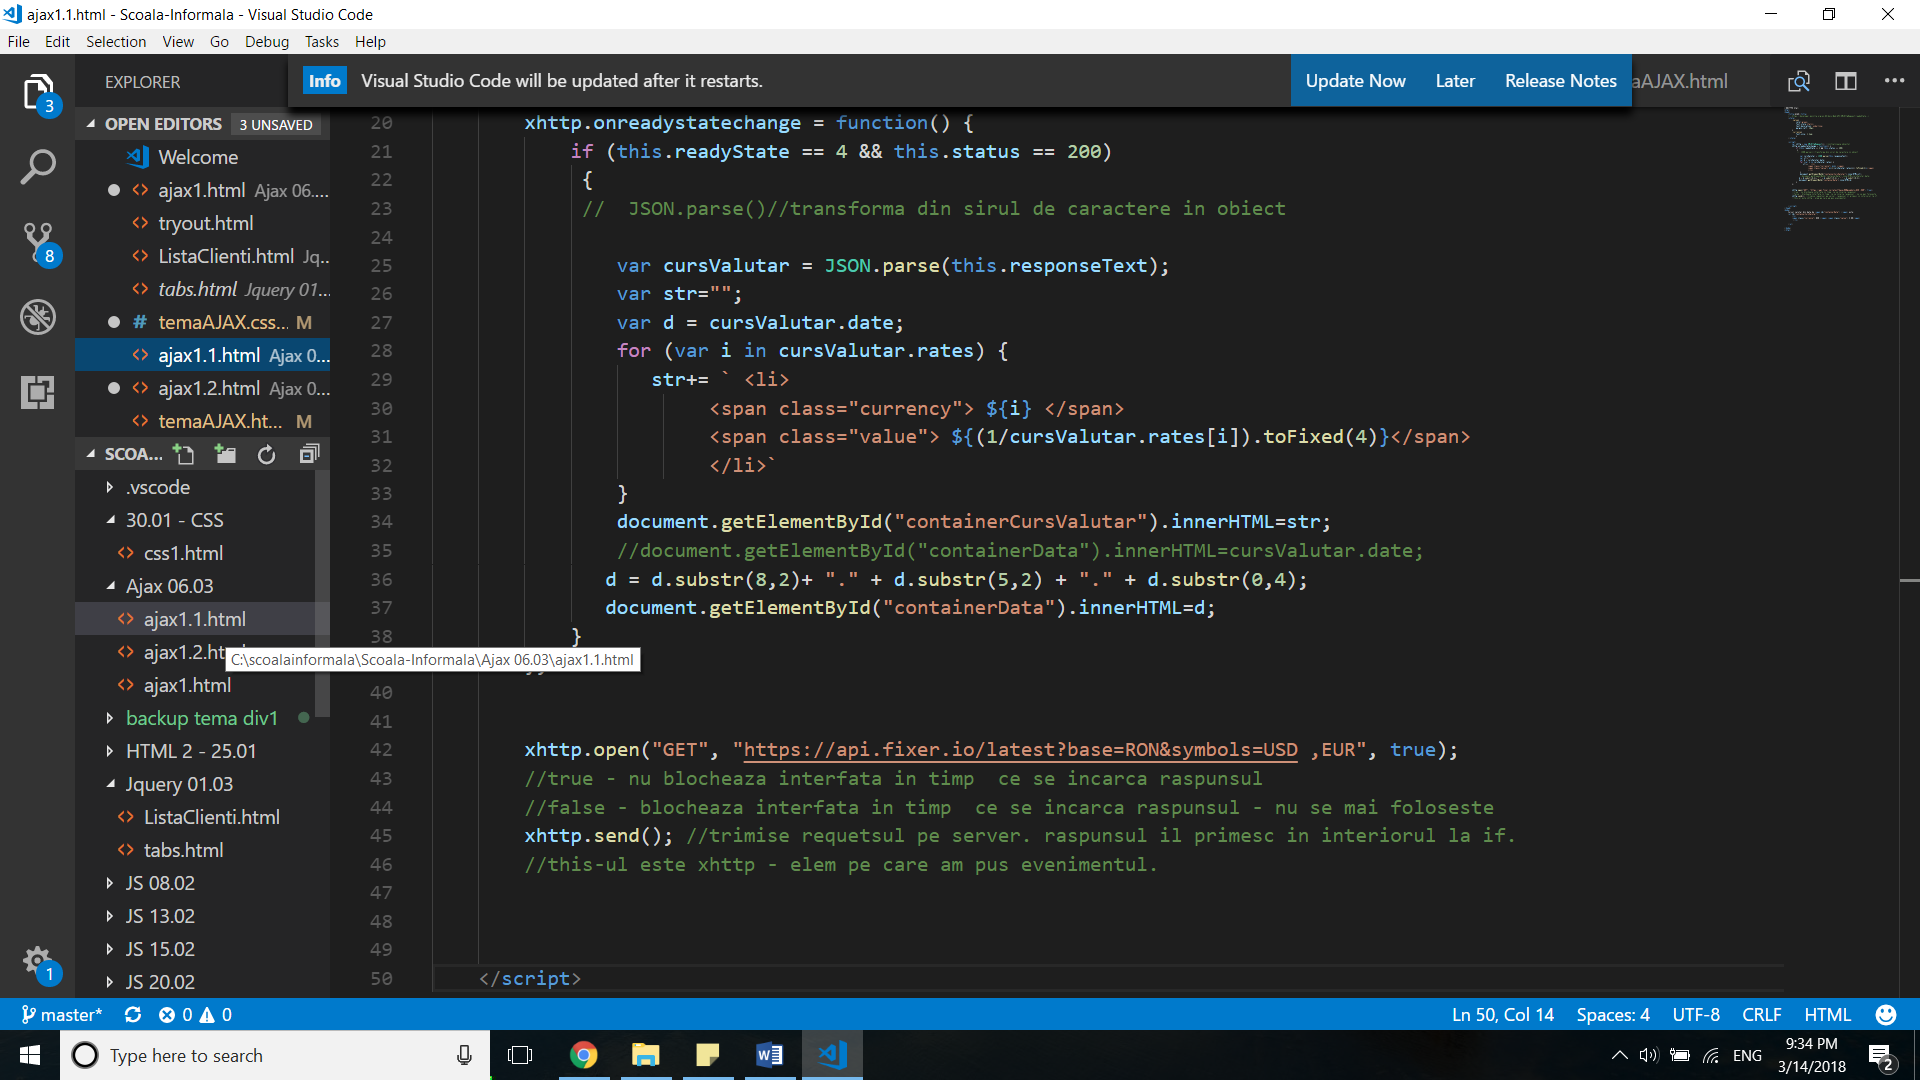 ajax1.1.html - Scoala-Informala - Visual Studio Code
File Edit Selection View Go Debug Tasks Help
EXPLORER
Info Visual Studio Code will be updated after it restarts.
Update Now Later Release Notes
aAJAX.html
3
OPEN EDITORS 3 UNSAVED
Welcome
ajax1.html Ajax 06....
tryout.html
ListaClienti.html Jq..
tabs.html Jquery 01...
temaAJAX.css... M
ajax1.1.html Ajax 0...
ajax1.2.html Ajax 0...
temaAJAX.ht... M
8
SCOA...
.vscode
30.01 - CSS
css1.html
Ajax 06.03
ajax1.1.html
ajax1.2.ht
ajax1.html
backup tema div1
HTML 2 - 25.01
Jquery 01.03
ListaClienti.html
tabs.html
JS 08.02
JS 13.02
JS 15.02
JS 20.02
1
20 xhttp.onreadystatechange = function() {
21 if (this.readyState == 4 && this.status == 200)
22 {
23 // JSON.parse()//transforma din sirul de caractere in obiect
24
25 var cursValutar = JSON.parse(this.responseText);
26 var str="";
27 var d = cursValutar.date;
28 for (var i in cursValutar.rates) {
29 str+= ` <li>
30 <span class="currency"> ${i} </span>
31 <span class="value"> ${(1/cursValutar.rates[i]).toFixed(4)}</span>
32 </li>`
33 }
34 document.getElementById("containerCursValutar").innerHTML=str;
35 //document.getElementById("containerData").innerHTML=cursValutar.date;
36 d = d.substr(8,2)+ "." + d.substr(5,2) + "." + d.substr(0,4);
37 document.getElementById("containerData").innerHTML=d;
38 }
C:\scoalainformala\Scoala-Informala\Ajax 06.03\ajax1.1.html
40
41
42 xhttp.open("GET", "https://api.fixer.io/latest?base=RON&symbols=USD ,EUR", true);
43 //true - nu blocheaza interfata in timp  ce se incarca raspunsul
44 //false - blocheaza interfata in timp  ce se incarca raspunsul - nu se mai foloseste
45 xhttp.send(); //trimise requetsul pe server. raspunsul il primesc in interiorul la if.
46 //this-ul este xhttp - elem pe care am pus evenimentul.
47
48
49
50 </script>
master* 0 0
Ln 50, Col 14 Spaces: 4 UTF-8 CRLF HTML
Type here to search
ENG
9:34 PM
3/14/2018
2